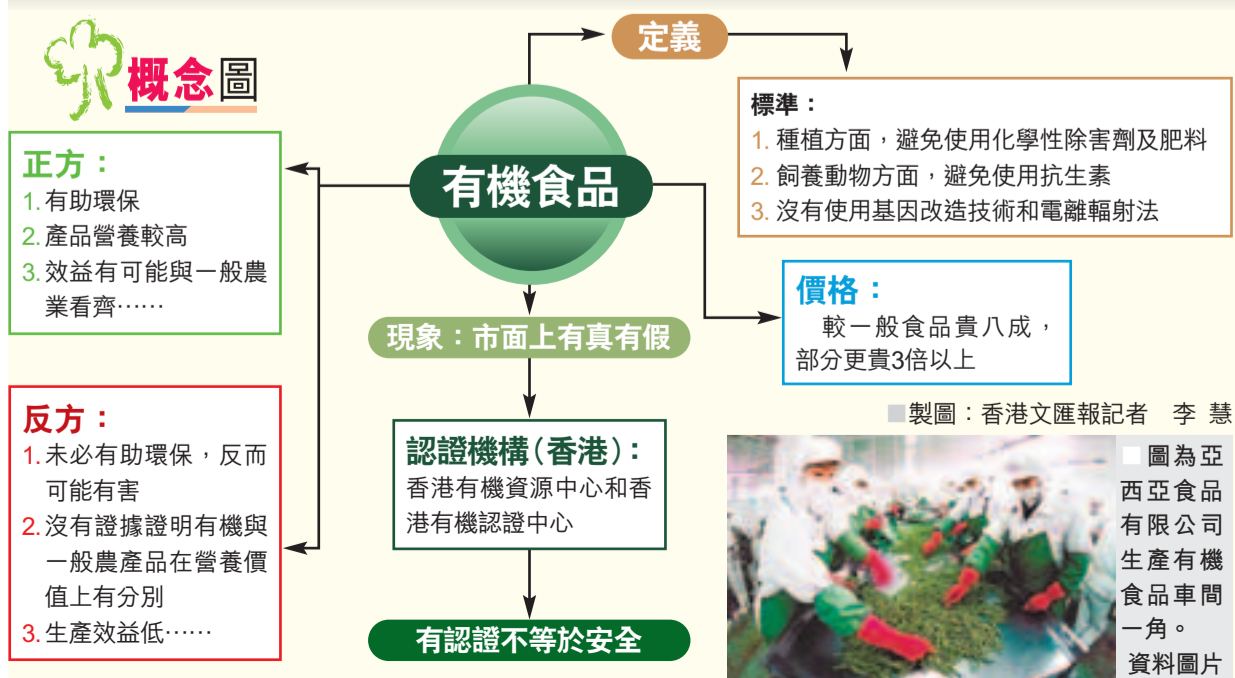 概念圖
定義
標準：
1. 種植方面，避免使用化學性除害劑及肥料
2. 飼養動物方面，避免使用抗生素
3. 沒有使用基因改造技術和電離輻射法
有機食品
正方：
1. 有助環保
2. 產品營養較高
3. 效益有可能與一般農
業看齊……
價格：
較一般食品貴八成，
部分更貴3倍以上
現象：市面上有真有假
反方：
1. 未必有助環保，反而
可能有害
2. 沒有證據證明有機與
一般農產品在營養價
值上有分別
3. 生產效益低……
認證機構（香港）：
香港有機資源中心和香
港有機認證中心
有認證不等於安全
■製圖：香港文匯報記者　李 慧
圖為亞
西亞食品
有限公司
生產有機
食品車間
一角。
資料圖片